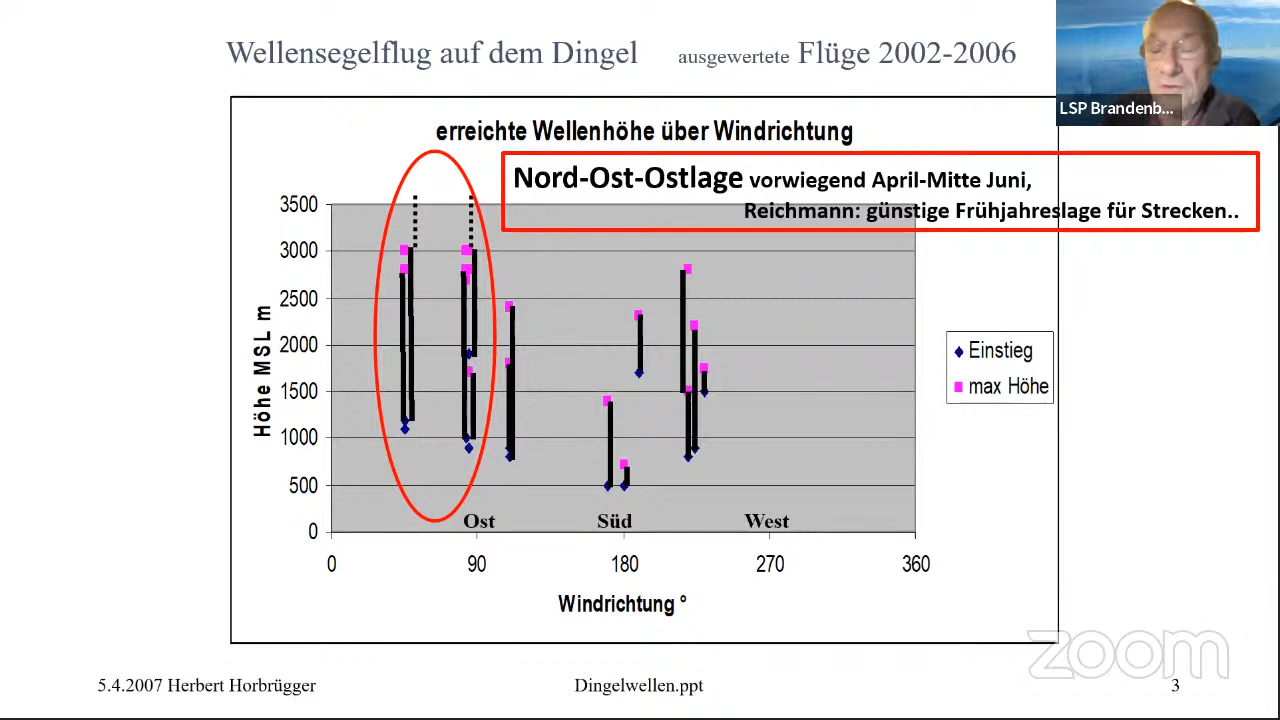 Wellensegelflug auf dem Dingel ausgewertete Flüge 2002-2006
LSP Brandenb...
erreichte Wellenhöhe über Windrichtung
Nord-Ost-Ostlage vorwiegend April-Mitte Juni,
Reichmann: günstige Frühjahreslage für Strecken..
3500
3000
2500
2000
1500
1000
500
0
Höhe MSL m
Einstieg
max Höhe
Ost Süd West
0 90 180 270 360
Windrichtung °
zoom
5.4.2007 Herbert Horbrügger Dingelwellen.ppt 3